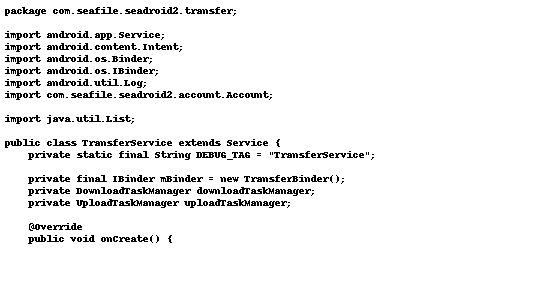 package com.seafile.seadroid2.transfer;

import android.app.Service;
import android.content.Intent;
import android.os.Binder;
import android.os.IBinder;
import android.util.Log;
import com.seafile.seadroid2.account.Account;

import java.util.List;

public class TransferService extends Service {
    private static final String DEBUG_TAG = "TransferService";

    private final IBinder mBinder = new TransferBinder();
    private DownloadTaskManager downloadTaskManager;
    private UploadTaskManager uploadTaskManager;

    @Override
    public void onCreate() {